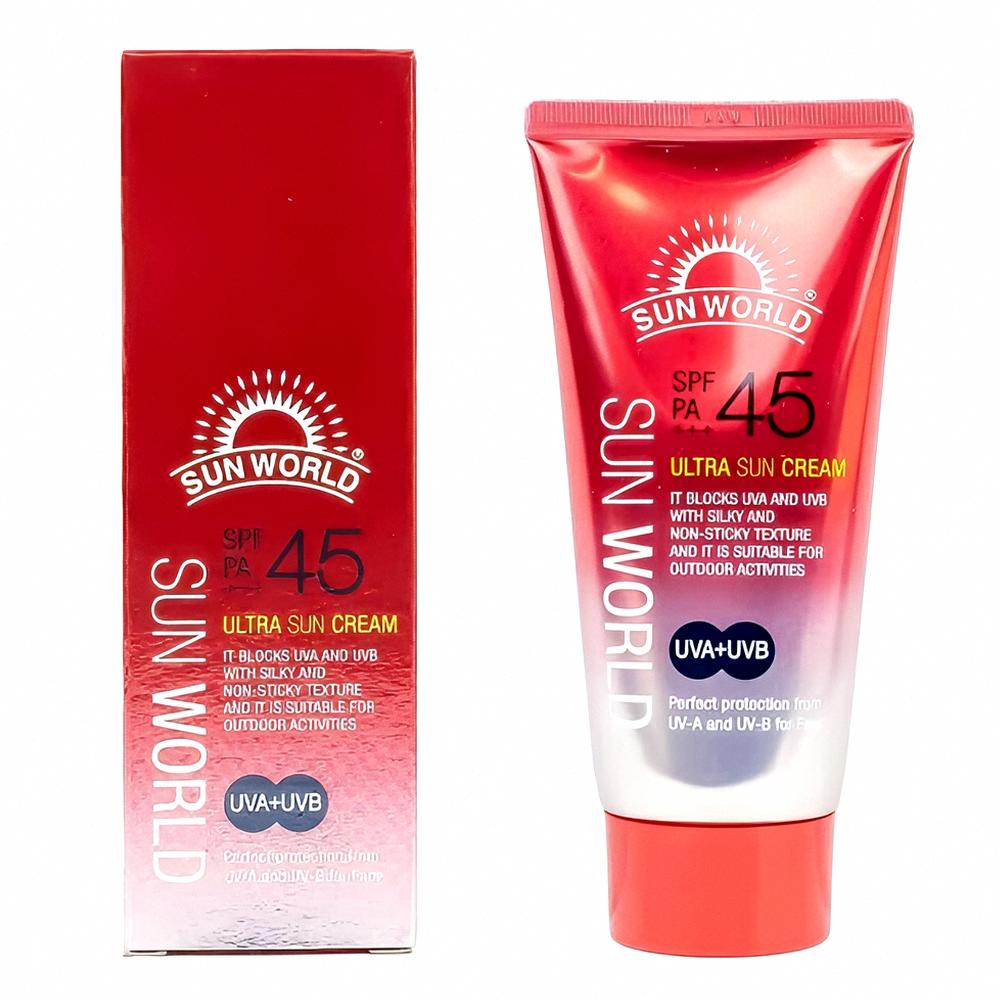 SUN WORLD
SPF 45
PA
ULTRA SUN CREAM
IT BLOCKS UVA AND UVB
WITH SILKY AND
NON-STICKY TEXTURE
AND IT IS SUITABLE FOR
OUTDOOR ACTIVITIES
UVA+UVB
SUN WORLD
SUN WORLD
SPF 45
PA
+++
ULTRA SUN CREAM
IT BLOCKS UVA AND UVB
WITH SILKY AND
NON-STICKY TEXTURE
AND IT IS SUITABLE FOR
OUTDOOR ACTIVITIES
UVA+UVB
Perfect protection from
UV-A and UV-B for
SUN WORLD